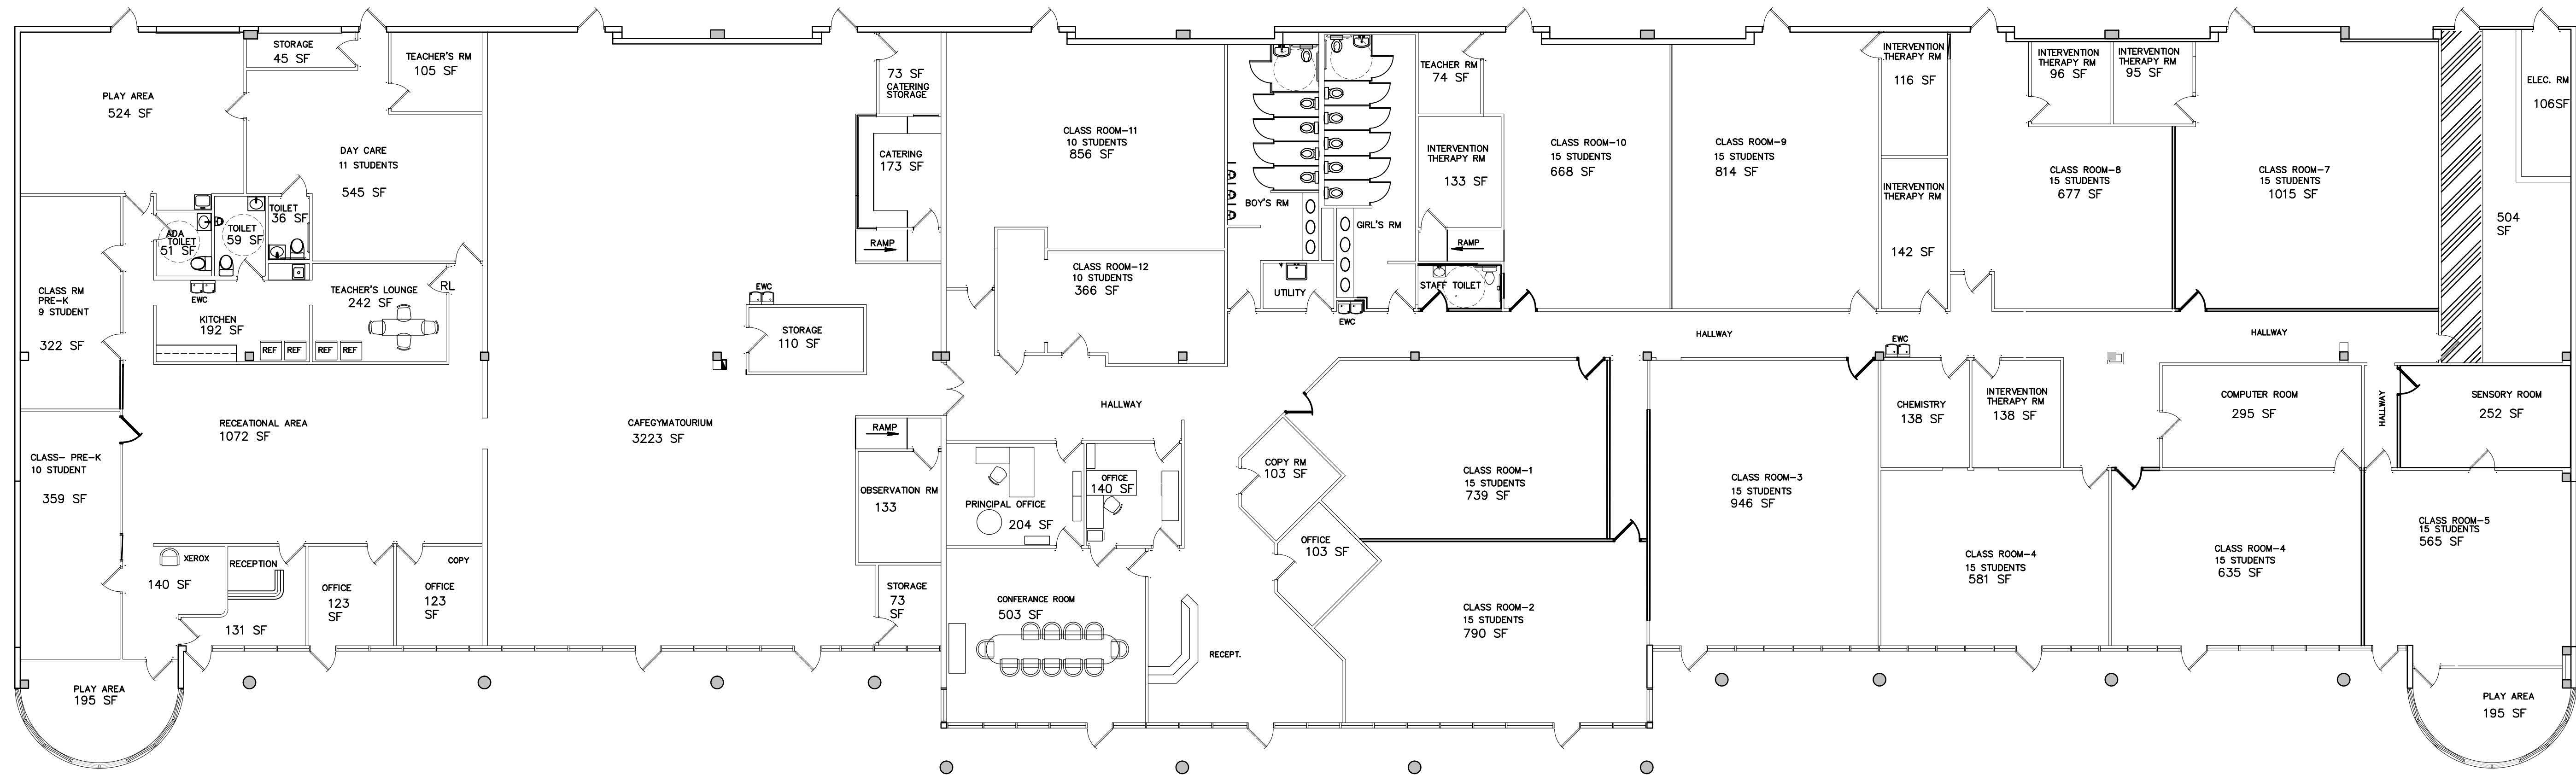 STORAGE
45 SF
TEACHER'S RM
105 SF
PLAY AREA
524 SF
DAY CARE
11 STUDENTS
545 SF
TOILET
36 SF
ADA
TOILET
51 SF
TOILET
59 SF
EWC
KITCHEN
192 SF
REF
REF
REF
REF
TEACHER'S LOUNGE
242 SF
RL
CLASS RM
PRE-K
9 STUDENT
322 SF
RECEATIONAL AREA
1072 SF
CLASS- PRE-K
10 STUDENT
359 SF
XEROX
140 SF
RECEPTION
131 SF
OFFICE
123
SF
COPY
OFFICE
123
SF
PLAY AREA
195 SF
CAFEGYMATOURIUM
3223 SF
73 SF
CATERING
STORAGE
CATERING
173 SF
RAMP
EWC
STORAGE
110 SF
RAMP
OBSERVATION RM
133
STORAGE
73
SF
CLASS ROOM-11
10 STUDENTS
856 SF
CLASS ROOM-12
10 STUDENTS
366 SF
BOY'S RM
GIRL'S RM
UTILITY
EWC
TEACHER RM
74 SF
INTERVENTION
THERAPY RM
133 SF
RAMP
STAFF TOILET
HALLWAY
PRINCIPAL OFFICE
204 SF
OFFICE
140 SF
CONFERANCE ROOM
503 SF
RECEPT.
COPY RM
103 SF
OFFICE
103 SF
CLASS ROOM-1
15 STUDENTS
739 SF
CLASS ROOM-2
15 STUDENTS
790 SF
CLASS ROOM-10
15 STUDENTS
668 SF
CLASS ROOM-9
15 STUDENTS
814 SF
INTERVENTION
THERAPY RM
116 SF
INTERVENTION
THERAPY RM
142 SF
INTERVENTION
THERAPY RM
96 SF
INTERVENTION
THERAPY RM
95 SF
CLASS ROOM-8
15 STUDENTS
677 SF
CLASS ROOM-7
15 STUDENTS
1015 SF
ELEC. RM
106SF
504
SF
HALLWAY
EWC
HALLWAY
CLASS ROOM-3
15 STUDENTS
946 SF
CHEMISTRY
138 SF
INTERVENTION
THERAPY RM
138 SF
COMPUTER ROOM
295 SF
HALLWAY
SENSORY ROOM
252 SF
CLASS ROOM-4
15 STUDENTS
581 SF
CLASS ROOM-4
15 STUDENTS
635 SF
CLASS ROOM-5
15 STUDENTS
565 SF
PLAY AREA
195 SF